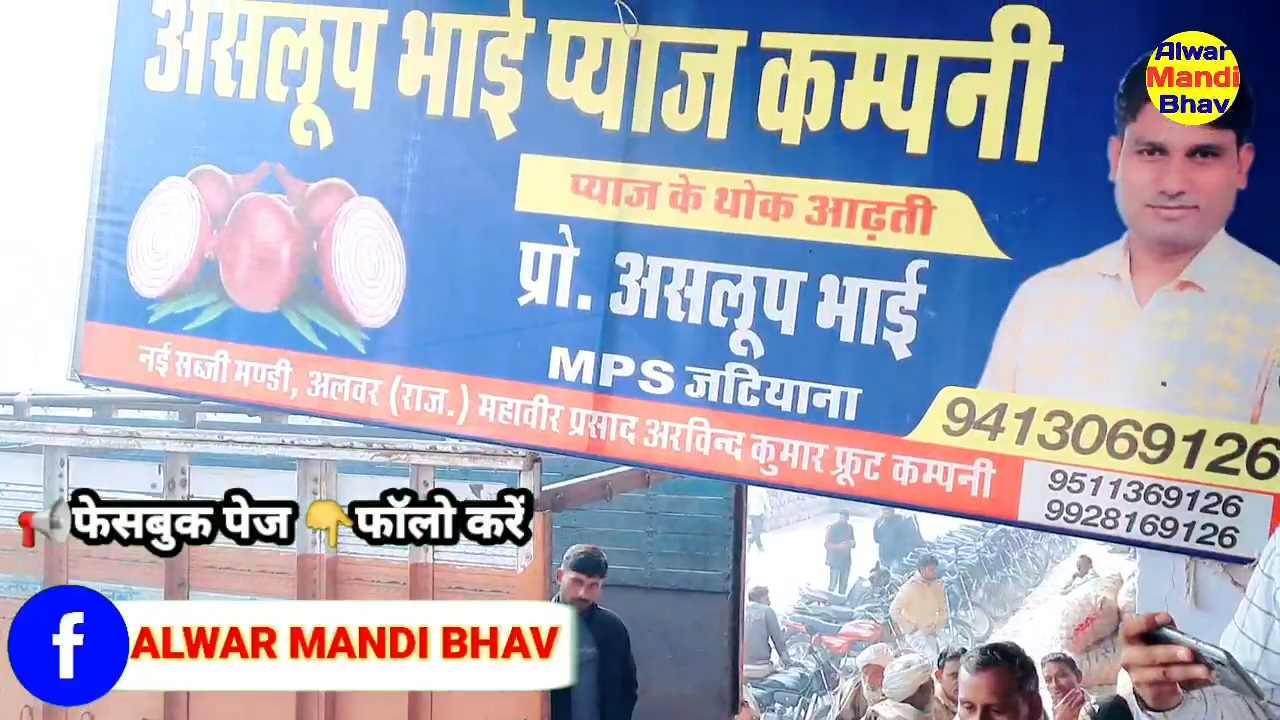 असलूप भाई प्याज कम्पनी
Alwar
Mandi
Bhav
प्याज के थोक आढ़ती
प्रो. असलूप भाई
MPS जटियाना
नई सब्जी मण्डी, अलवर (राज.) महावीर प्रसाद अरविन्द कुमार फ्रूट कम्पनी
9413069126
9511369126
9928169126
फेसबुक पेज फॉलो करें
f ALWAR MANDI BHAV